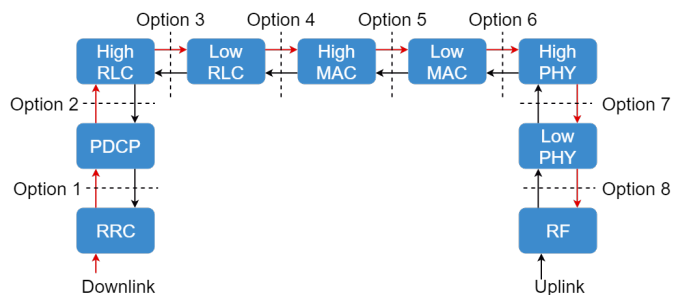 Option 3
Option 4
Option 5
Option 6
High
RLC
Low
RLC
High
MAC
Low
MAC
High
PHY
Option 2
Option 7
PDCP
Low
PHY
Option 1
Option 8
RRC
RF
Downlink
Uplink